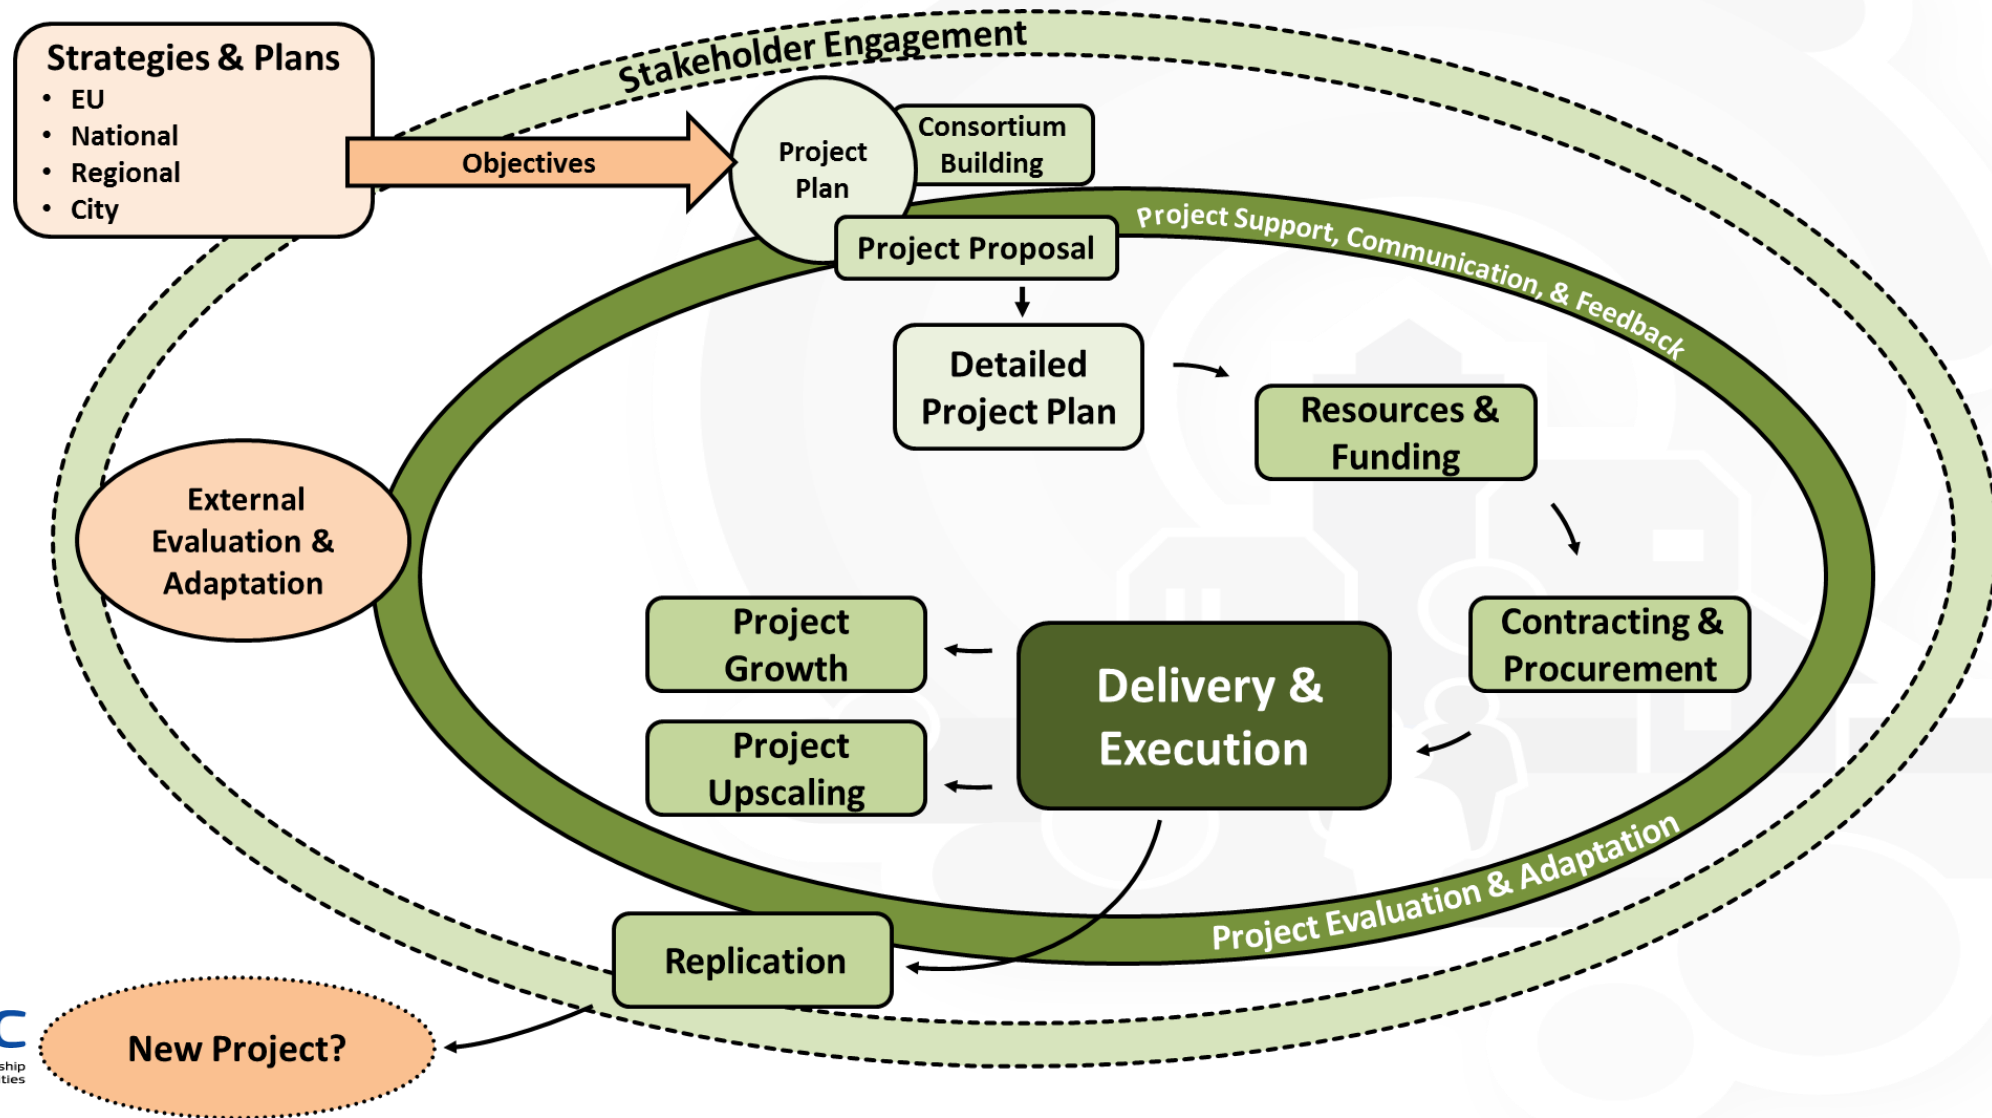 Stakeholder Engagement
Strategies & Plans
• EU
• National
• Regional
• City
Objectives
Project
Plan
Consortium
Building
Project Proposal
Project Support, Communication, & Feedback
Detailed
Project Plan
Resources &
Funding
External
Evaluation &
Adaptation
Project
Growth
Contracting &
Procurement
Delivery &
Execution
Project
Upscaling
Project Evaluation & Adaptation
Replication
New Project?